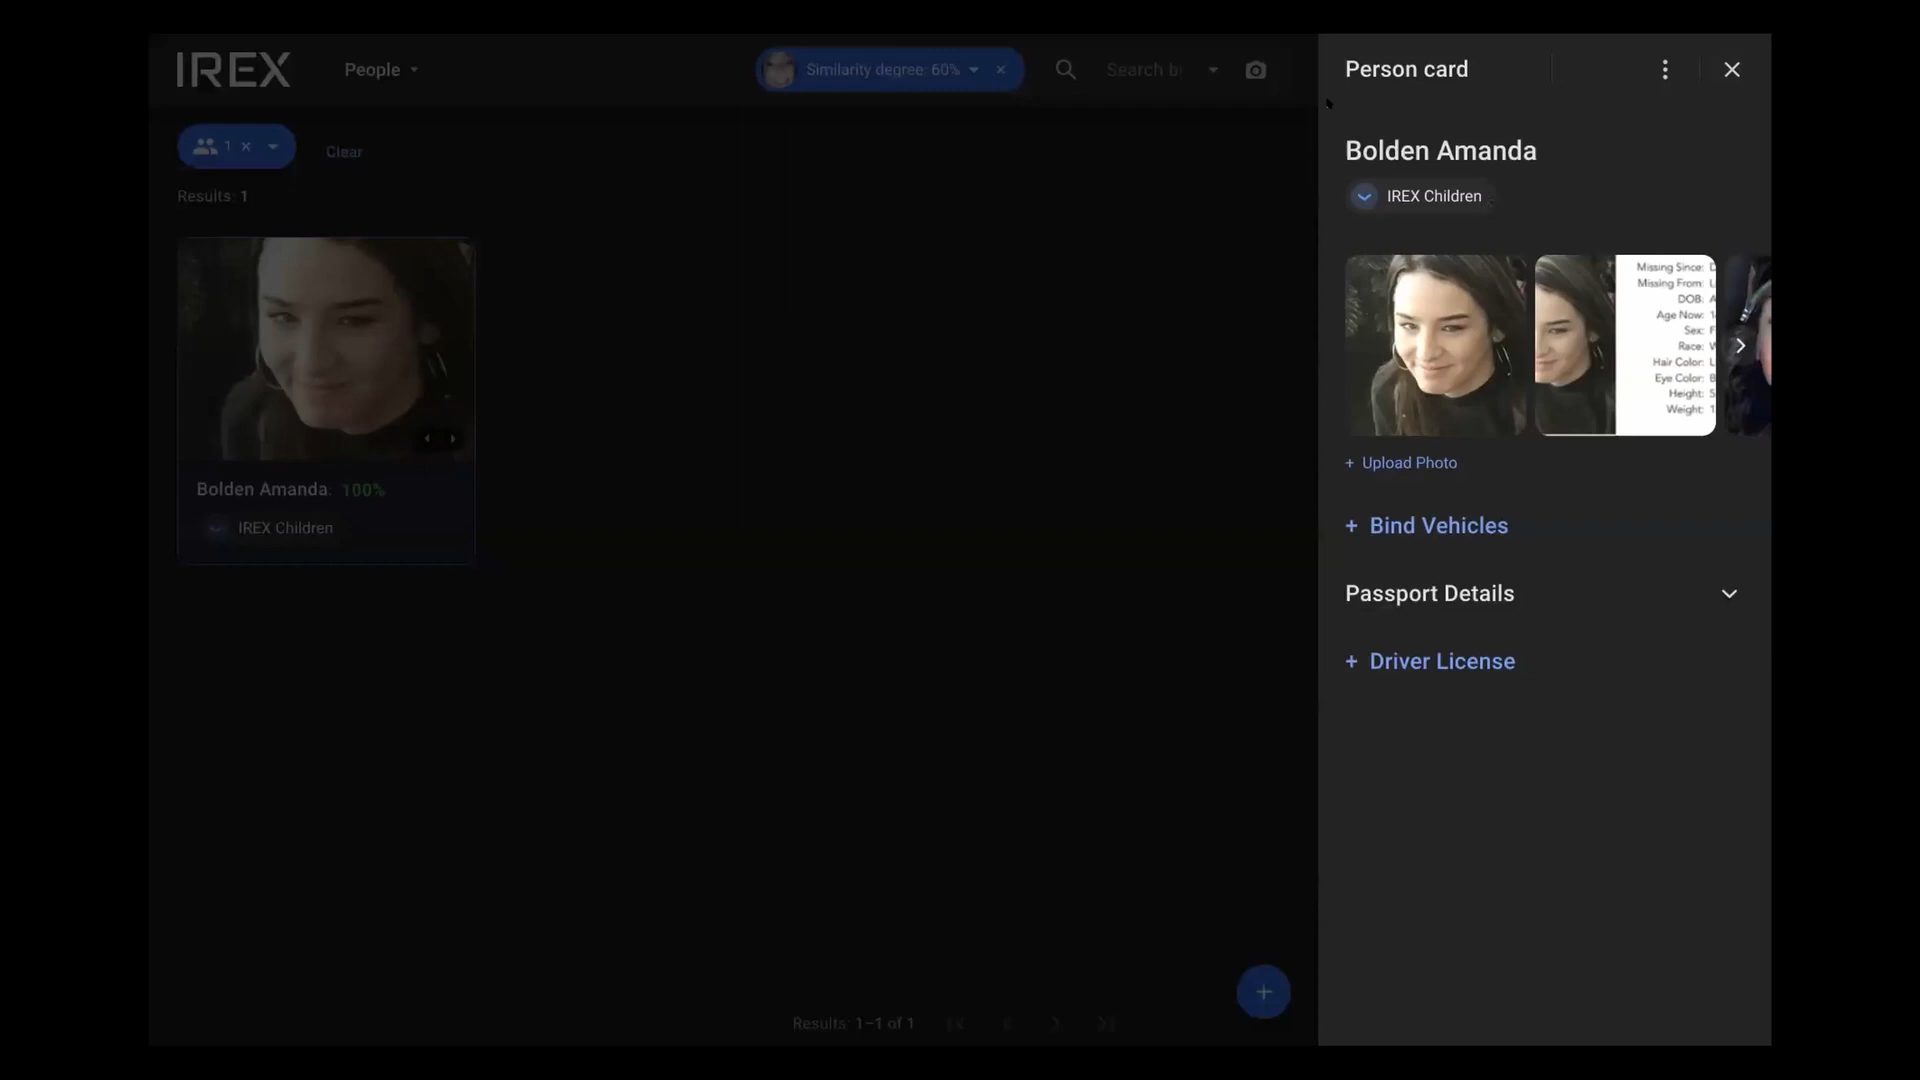 IREX
People
Similarity degree: 60%
Search b
Person card
1
Clear
Results: 1
Bolden Amanda. 100%
IREX Children
Results: 1–1 of 1
Bolden Amanda
IREX Children
Missing Since:
Missing From:
DOB:
Age Now:
Sex:
Race:
Hair Color:
Eye Color:
Height:
Weight:
+ Upload Photo
+ Bind Vehicles
Passport Details
+ Driver License